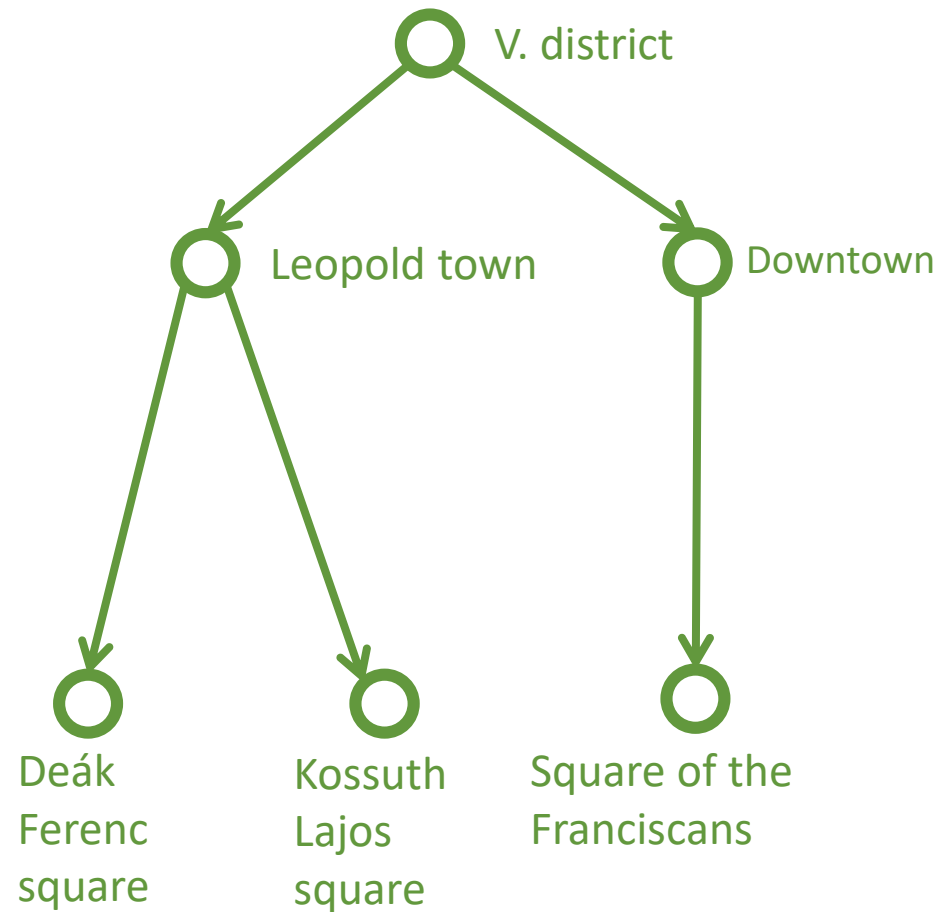 V. district
Leopold town
Downtown
Deák
Ferenc
square
Kossuth
Lajos
square
Square of the
Franciscans